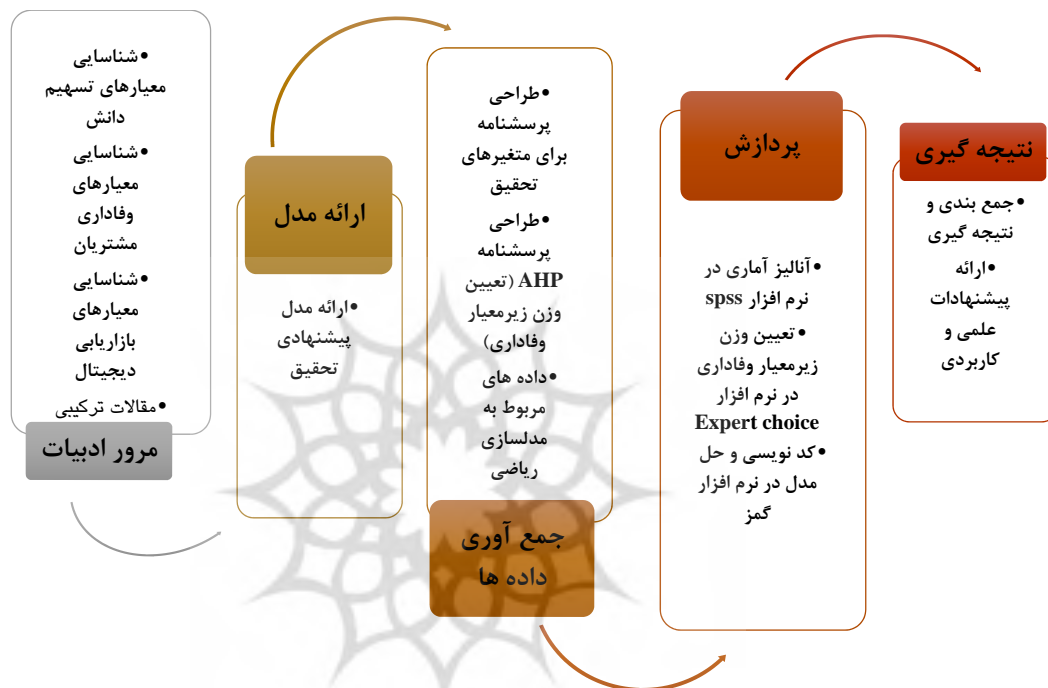 •شناسایی
معیارهای تسهیم
دانش
•شناسایی
معیارهای
وفاداری
مشتریان
•شناسایی
معیارهای
بازاریابی
دیجیتال
•مقالات ترکیبی
مرور ادبیات
ارائه مدل
•ارائه مدل
پیشنهادی
تحقیق
•طراحی
پرسشنامه
برای متغیرهای
تحقیق
•طراحی
پرسشنامه
AHP (تعیین
وزن زیرمعیار
وفاداری)
•داده های
مربوط به
مدلسازی
ریاضی
جمع آوری
داده ها
پردازش
•آنالیز آماری در
نرم افزار spss
•تعیین وزن
زیرمعیار وفاداری
در نرم افزار
Expert choice
•کد نویسی و حل
مدل در نرم افزار
گمز
نتیجه گیری
•جمع بندی و
نتیجه گیری
•ارائه
پیشنهادات
علمی و
کاربردی